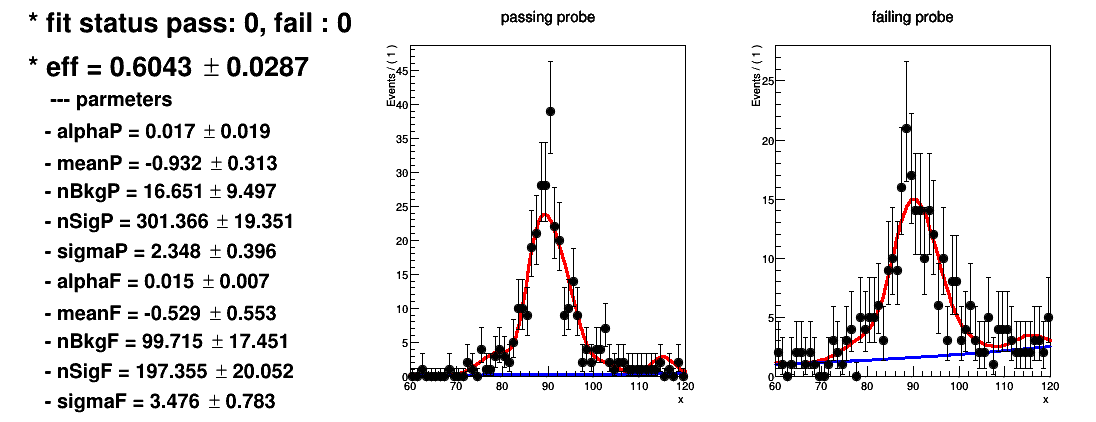 * fit status pass: 0, fail : 0
* eff = 0.6043 ± 0.0287
--- parmeters
- alphaP = 0.017 ± 0.019
- meanP = -0.932 ± 0.313
- nBkgP = 16.651 ± 9.497
- nSigP = 301.366 ± 19.351
- sigmaP = 2.348 ± 0.396
- alphaF = 0.015 ± 0.007
- meanF = -0.529 ± 0.553
- nBkgF = 99.715 ± 17.451
- nSigF = 197.355 ± 20.052
- sigmaF = 3.476 ± 0.783
passing probe
Events / ( 1 )
45
40
35
30
25
20
15
10
5
0
60 70 80 90 100 110 120
x
failing probe
Events / ( 1 )
25
20
15
10
5
0
60 70 80 90 100 110 120
x